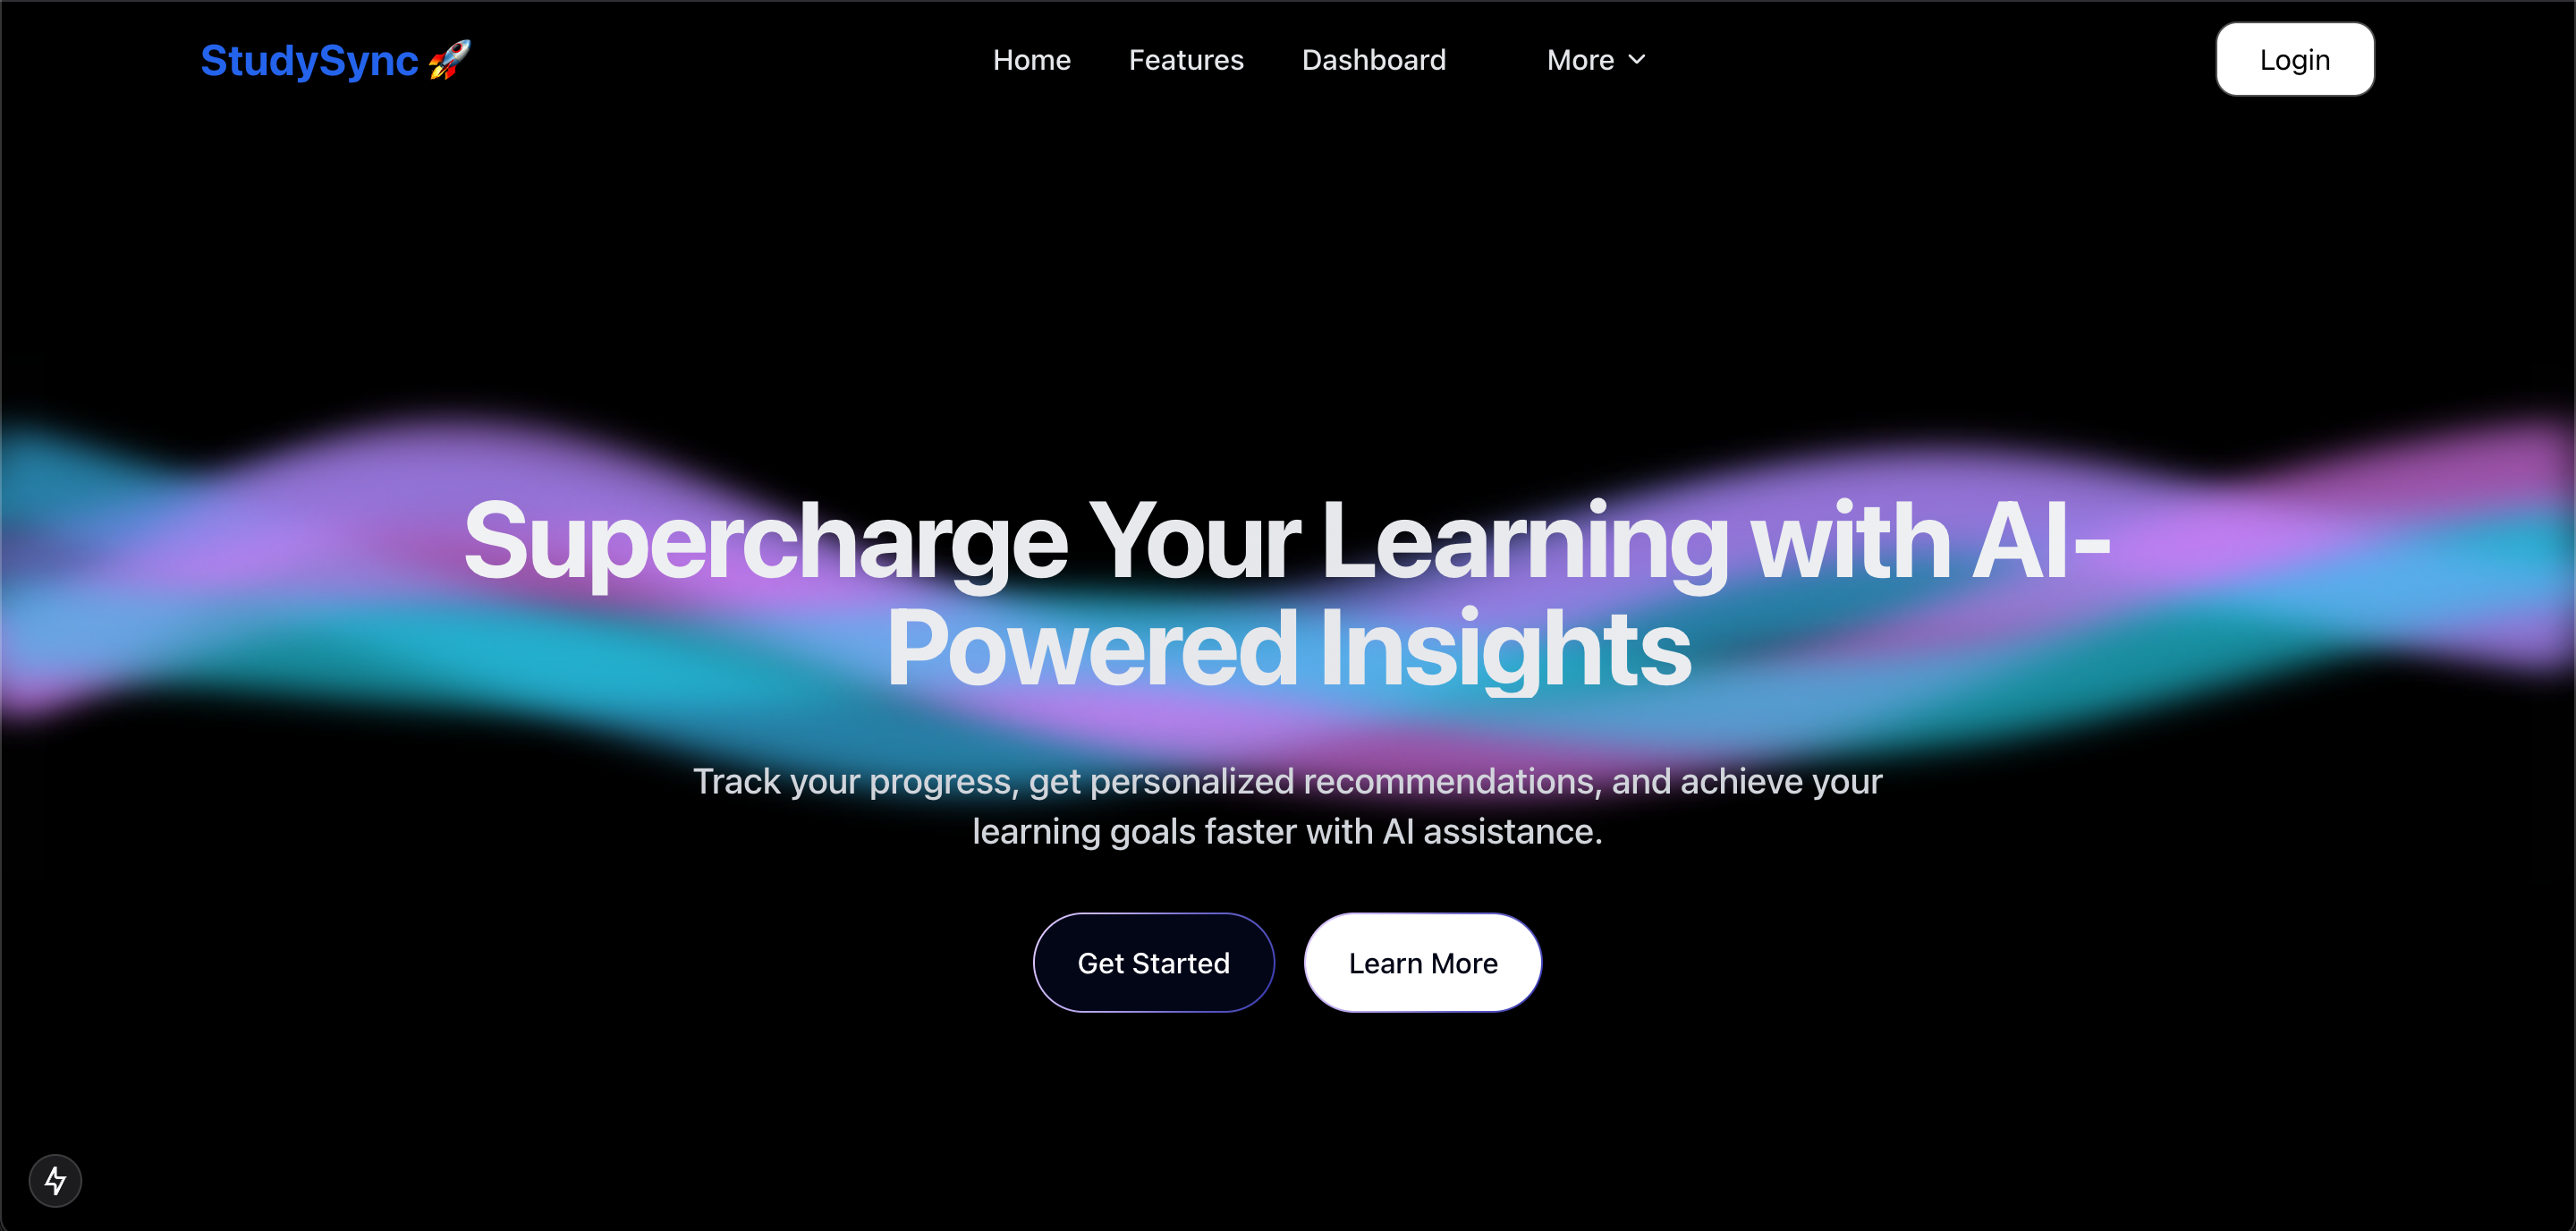 StudySync 🚀
Home
Features
Dashboard
More
Login
Supercharge Your Learning with AI-
Powered Insights
Track your progress, get personalized recommendations, and achieve your
learning goals faster with AI assistance.
Get Started
Learn More